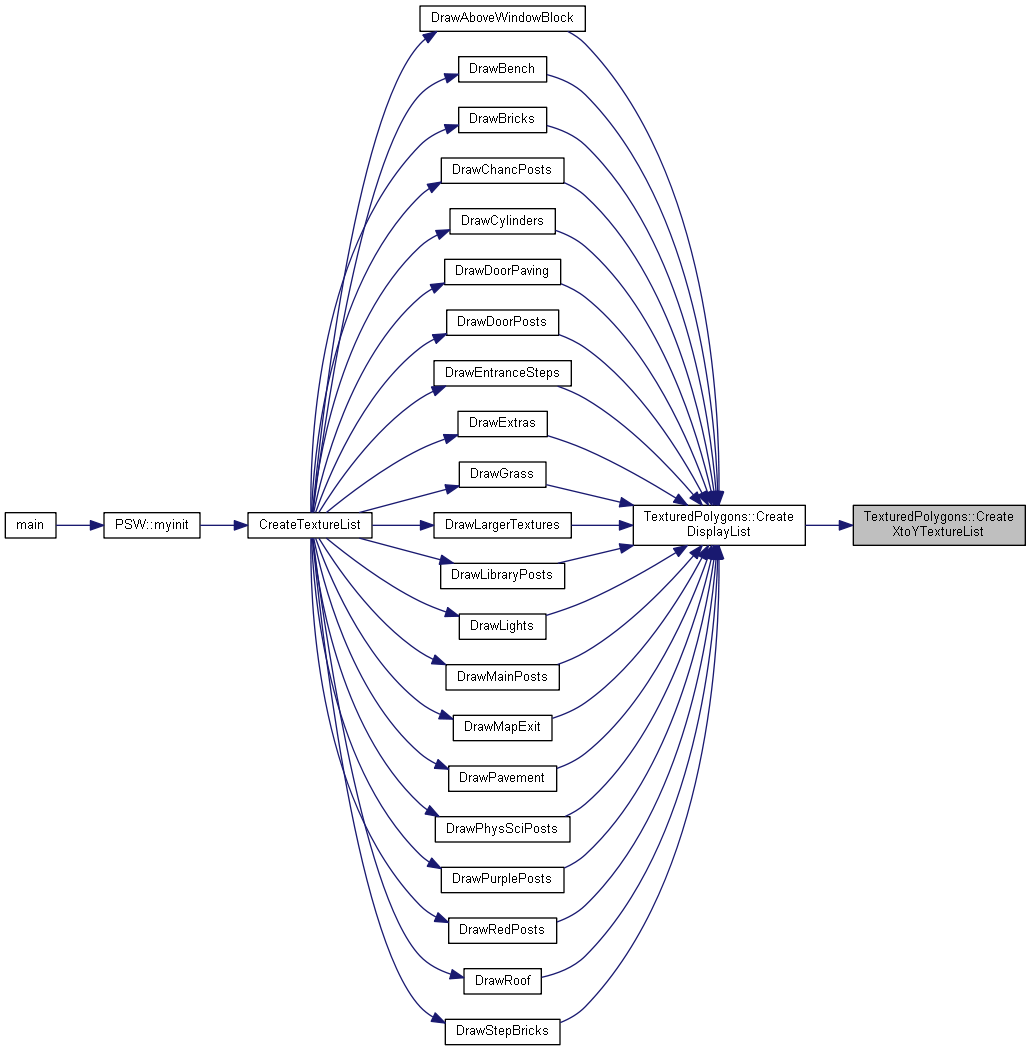 DrawAboveWindowBlock
DrawBench
DrawBricks
DrawChancPosts
DrawCylinders
DrawDoorPaving
DrawDoorPosts
DrawEntranceSteps
DrawExtras
DrawGrass
main
PSW::myinit
CreateTextureList
DrawLargerTextures
TexturedPolygons::Create
DisplayList
TexturedPolygons::Create
XtoYTextureList
DrawLibraryPosts
DrawLights
DrawMainPosts
DrawMapExit
DrawPavement
DrawPhysSciPosts
DrawPurplePosts
DrawRedPosts
DrawRoof
DrawStepBricks